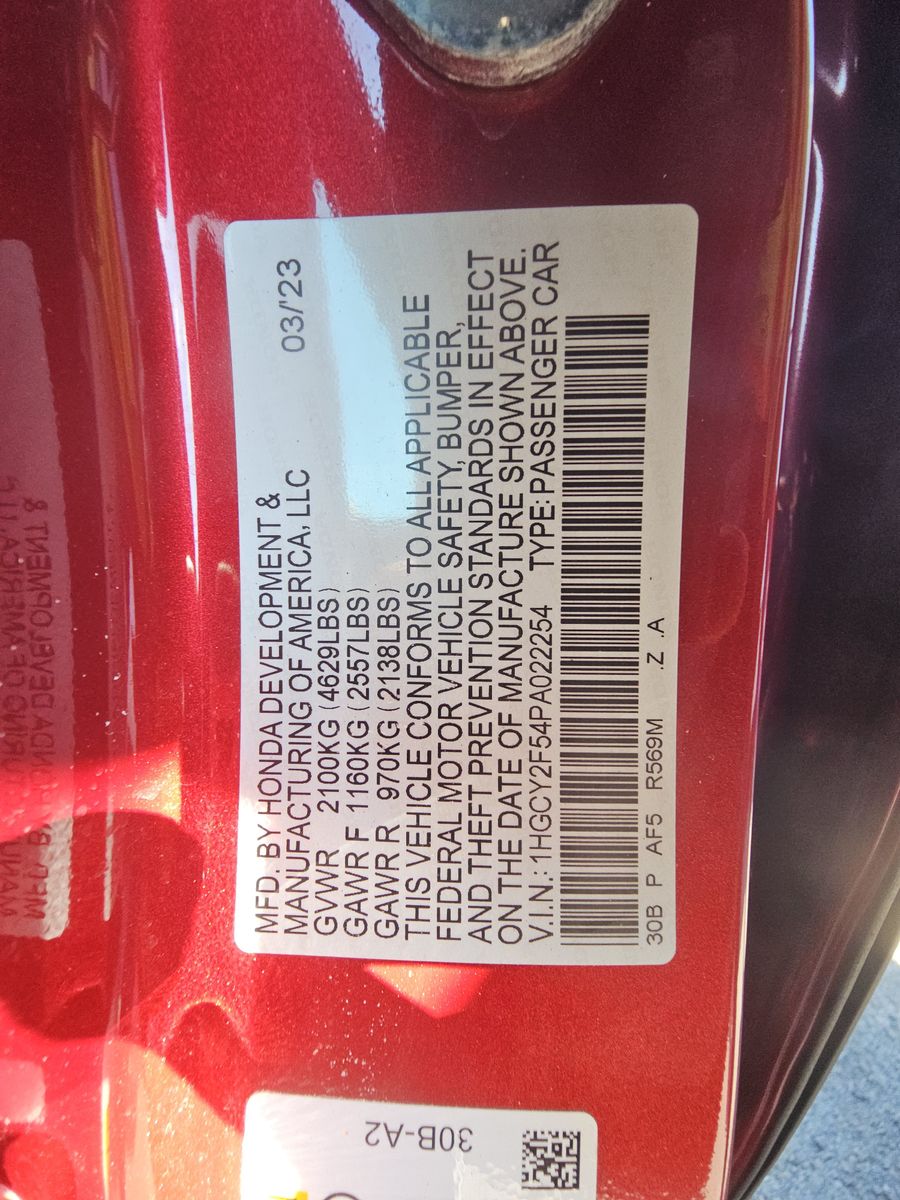 MFD. BY HONDA DEVELOPMENT &
MANUFACTURING OF AMERICA, LLC 03/'23
GVWR 2100KG (4629LBS)
GAWR F 1160KG (2557LBS)
GAWR R 970KG (2138LBS)
THIS VEHICLE CONFORMS TO ALL APPLICABLE
FEDERAL MOTOR VEHICLE SAFETY, BUMPER,
AND THEFT PREVENTION STANDARDS IN EFFECT
ON THE DATE OF MANUFACTURE SHOWN ABOVE.
V.I.N.: 1HGCY2F54PA022254 TYPE: PASSENGER CAR
30B P AF5 R569M .Z .A
30B-A2